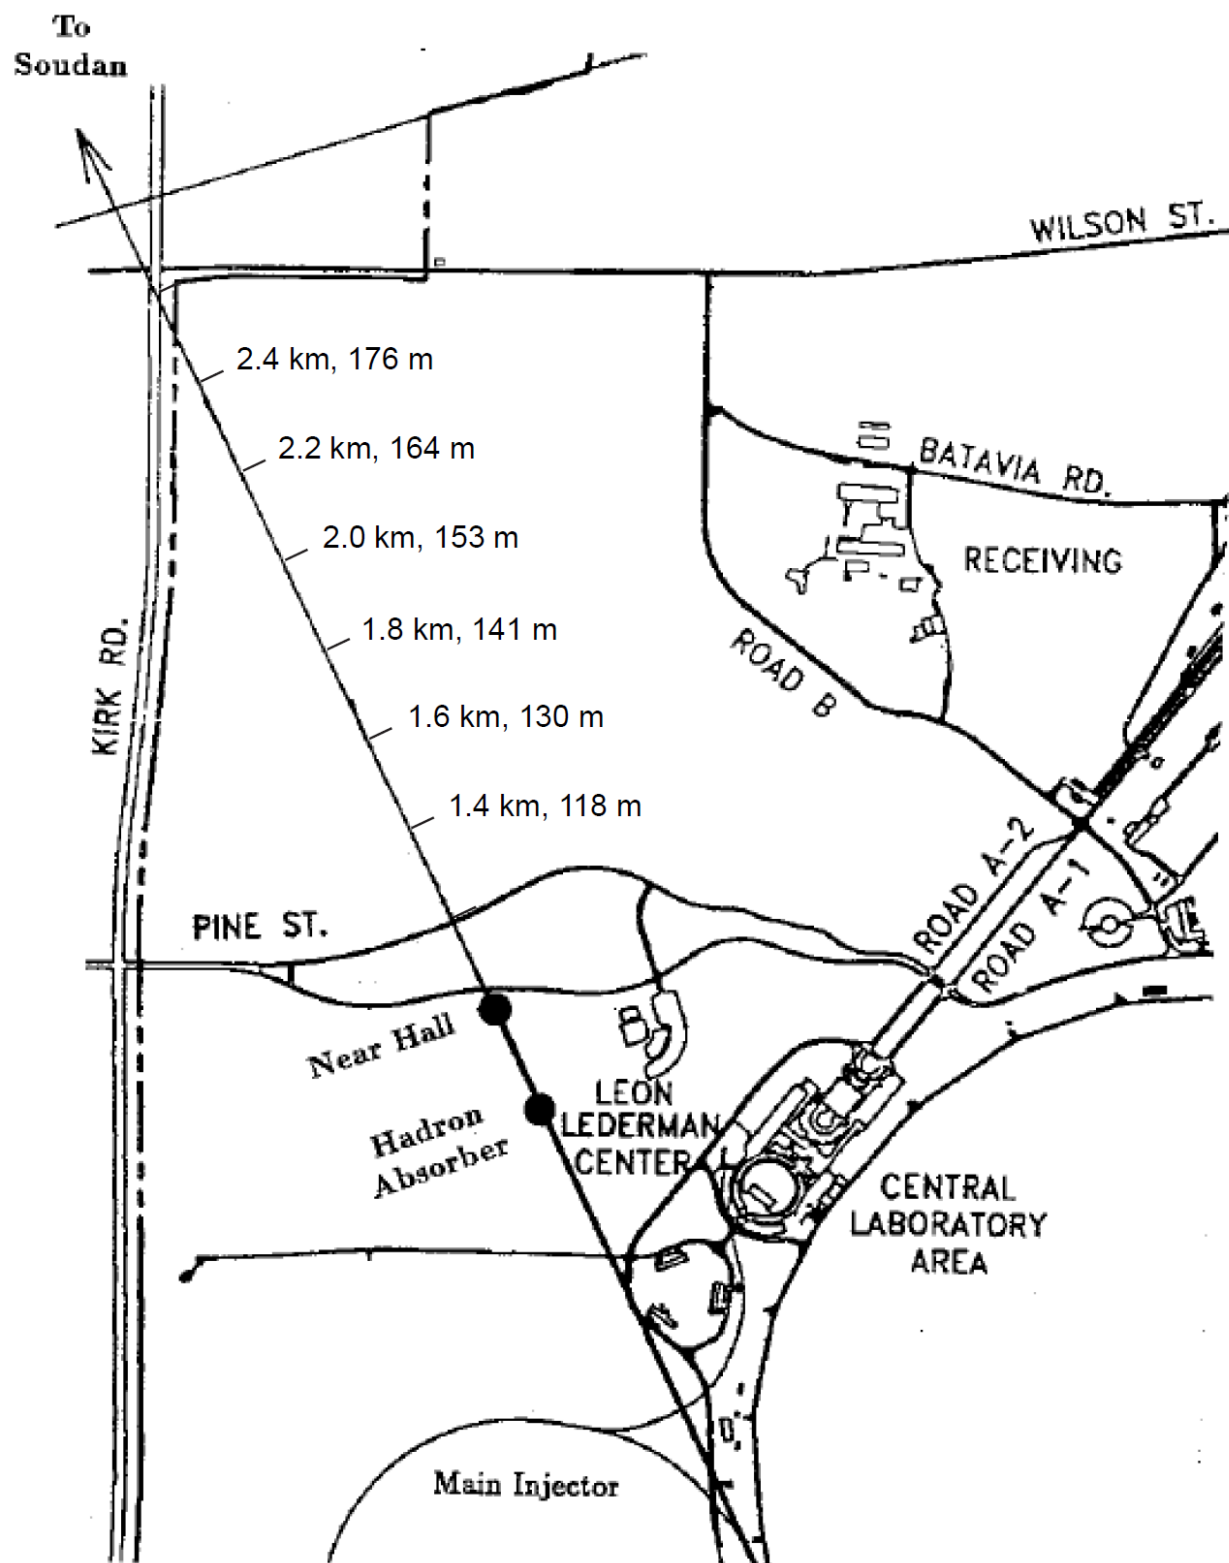 To
Soudan
WILSON ST.
2.4 km, 176 m
2.2 km, 164 m
BATAVIA RD.
2.0 km, 153 m
RECEIVING
KIRK RD.
1.8 km, 141 m
ROAD B
1.6 km, 130 m
1.4 km, 118 m
ROAD A-2
ROAD A-1
PINE ST.
Near Hall
Hadron
Absorber
LEON
LEDERMAN
CENTER
CENTRAL
LABORATORY
AREA
Main Injector